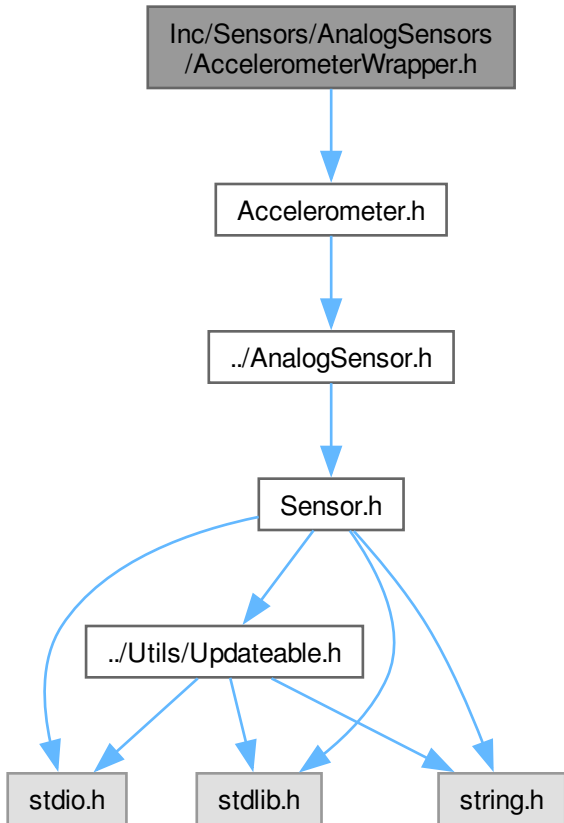 Inc/Sensors/AnalogSensors
/AccelerometerWrapper.h
Accelerometer.h
../AnalogSensor.h
Sensor.h
../Utils/Updateable.h
stdio.h
stdlib.h
string.h